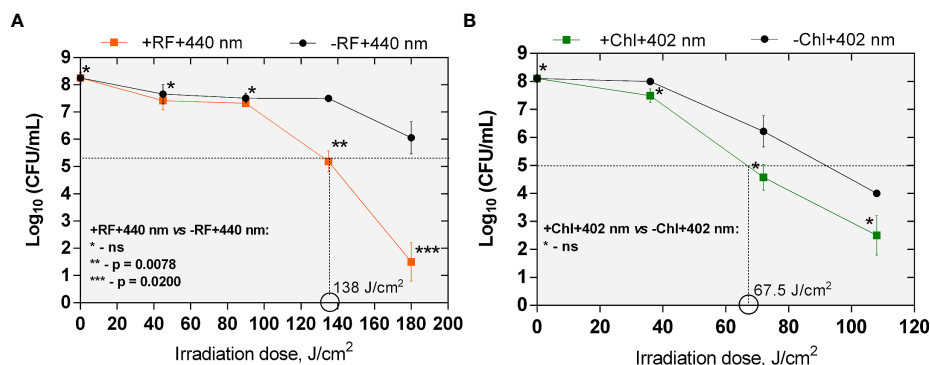 A
+RF+440 nm
-RF+440 nm
Log10 (CFU/mL)
9
8
7
6
5
4
3
2
1
0
*
*
*
**
***
+RF+440 nm vs -RF+440 nm:
* - ns
** - p = 0.0078
*** - p = 0.0200
138 J/cm2
0 20 40 60 80 100 120 140 160 180 200
Irradiation dose, J/cm2
B
+Chl+402 nm
-Chl+402 nm
Log10 (CFU/mL)
9
8
7
6
5
4
3
2
1
0
*
*
*
*
+Chl+402 nm vs -Chl+402 nm:
* - ns
67.5 J/cm2
0 20 40 60 80 100 120
Irradiation dose, J/cm2